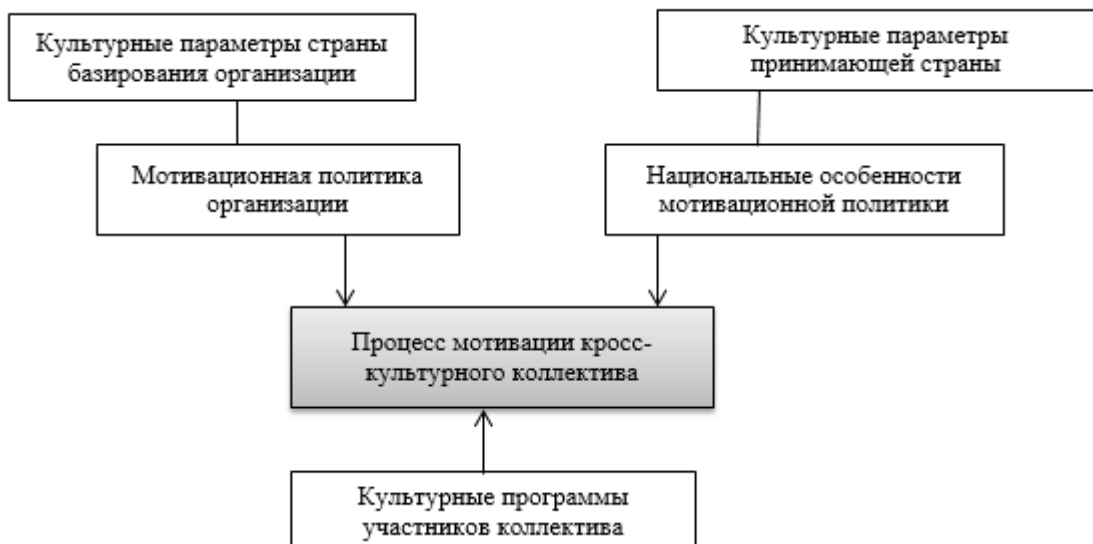 Культурные параметры страны
базирования организации
Культурные параметры
принимающей страны
Мотивационная политика
организации
Национальные особенности
мотивационной политики
Процесс мотивации кросс-
культурного коллектива
Культурные программы
участников коллектива